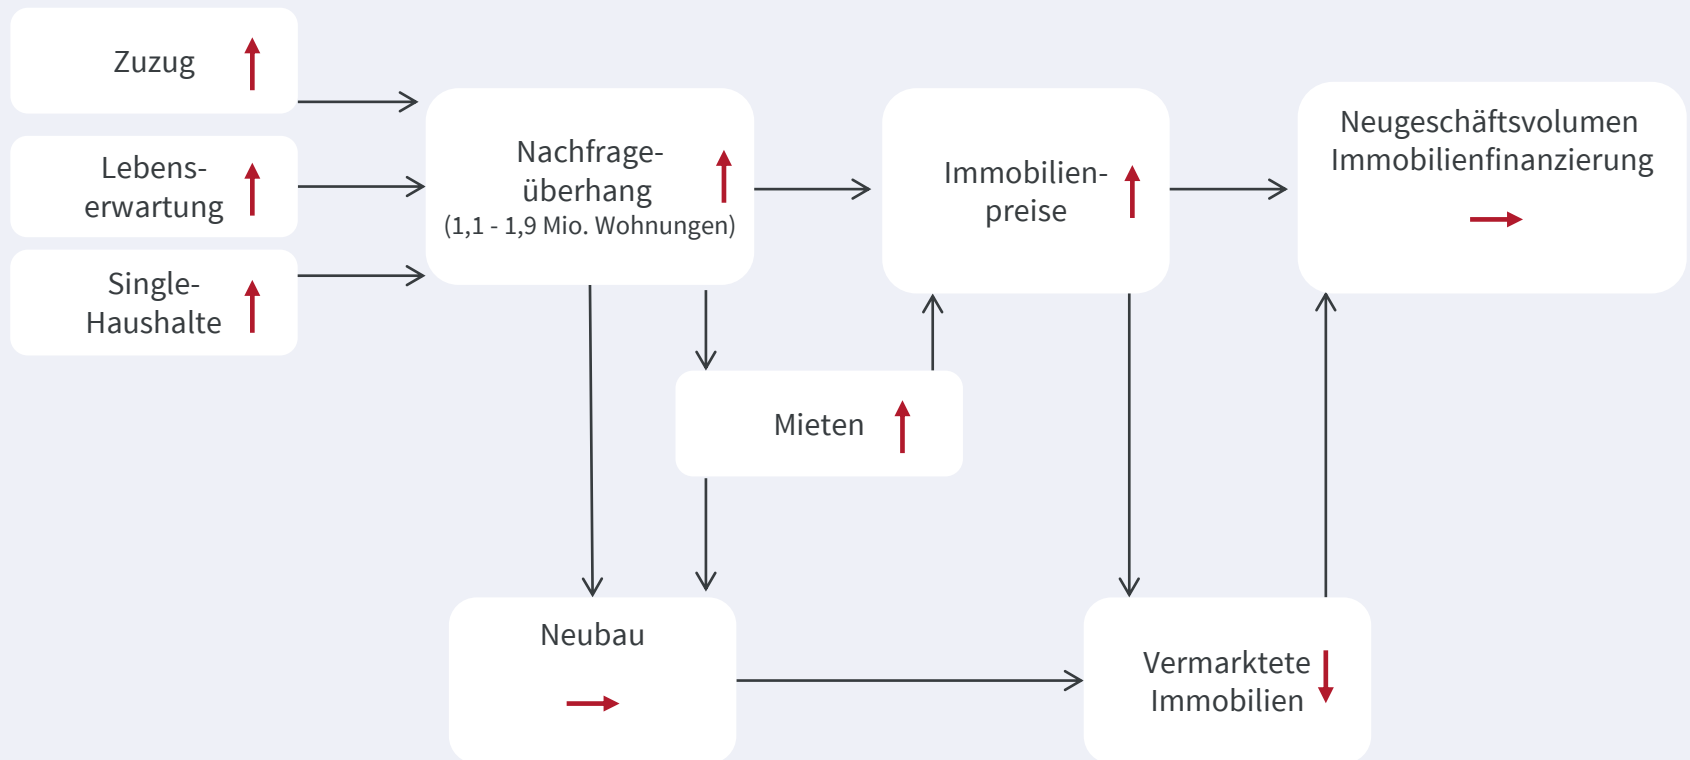 Zuzug
Lebens-
erwartung
Single-
Haushalte
Nachfrage-
überhang
(1,1 - 1,9 Mio. Wohnungen)
Immobilien-
preise
Neugeschäftsvolumen
Immobilienfinanzierung
Mieten
Neubau
Vermarktete
Immobilien